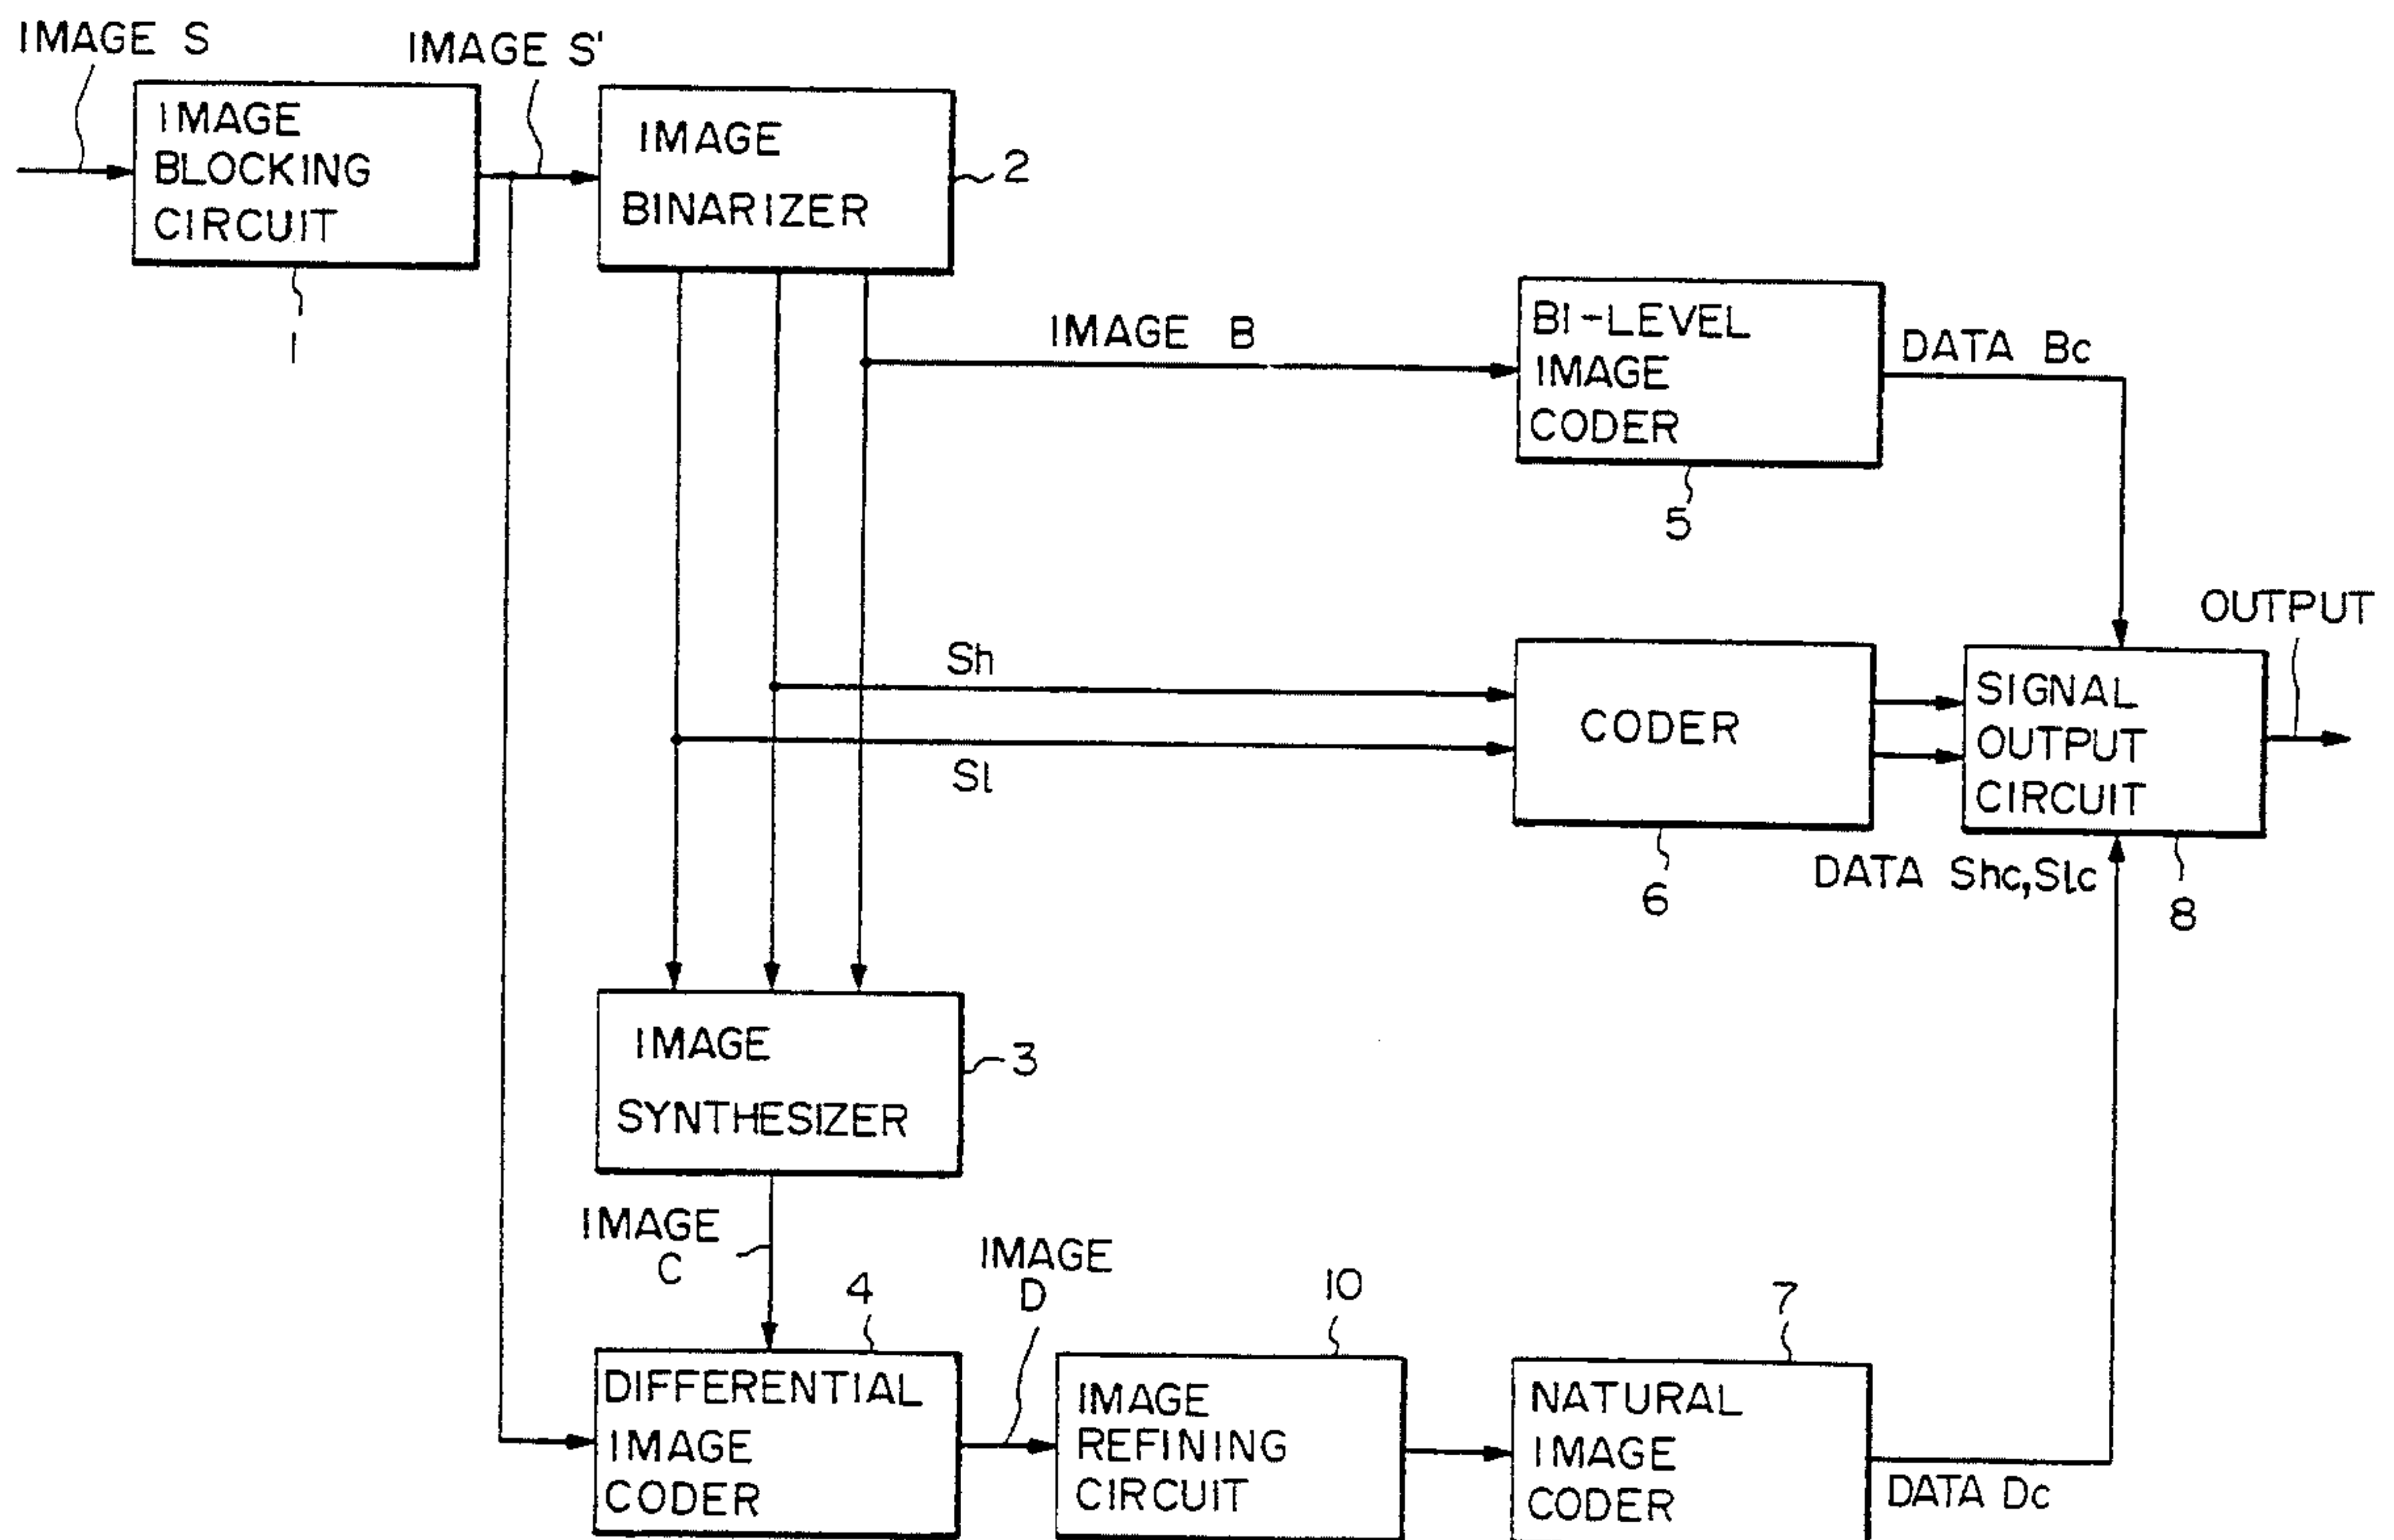 IMAGE S
IMAGE S'
IMAGE
BLOCKING
CIRCUIT
1
IMAGE
BINARIZER
2
IMAGE B
BI-LEVEL
IMAGE
CODER
5
DATA Bc
Sh
Sl
CODER
6
DATA Shc,Slc
SIGNAL
OUTPUT
CIRCUIT
8
OUTPUT
IMAGE
SYNTHESIZER
3
IMAGE
C
DIFFERENTIAL
IMAGE
CODER
4
IMAGE
D
IMAGE
REFINING
CIRCUIT
10
NATURAL
IMAGE
CODER
7
DATA Dc